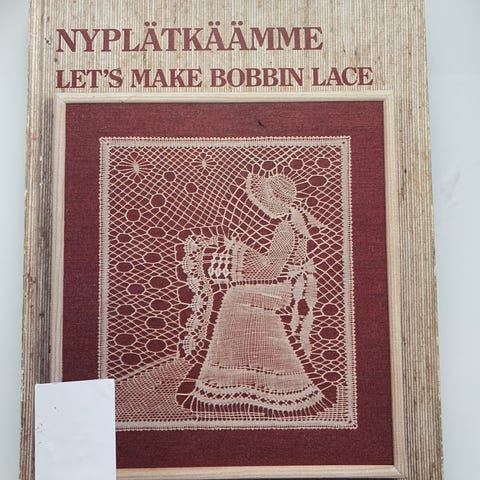 NYPLÄTKÄÄMME
LET'S MAKE BOBBIN LACE